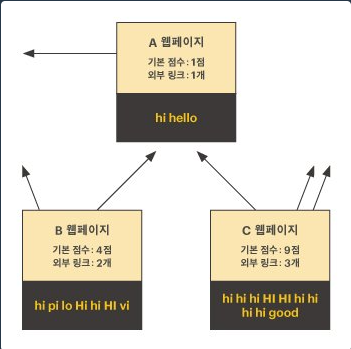 A 웹페이지
기본 점수 : 1점
외부 링크 : 1개
hi hello
B 웹페이지
기본 점수 : 4점
외부 링크 : 2개
hi pi lo Hi hi HI vi
C 웹페이지
기본 점수 : 9점
외부 링크 : 3개
hi hi hi HI HI hi hi
hi hi good